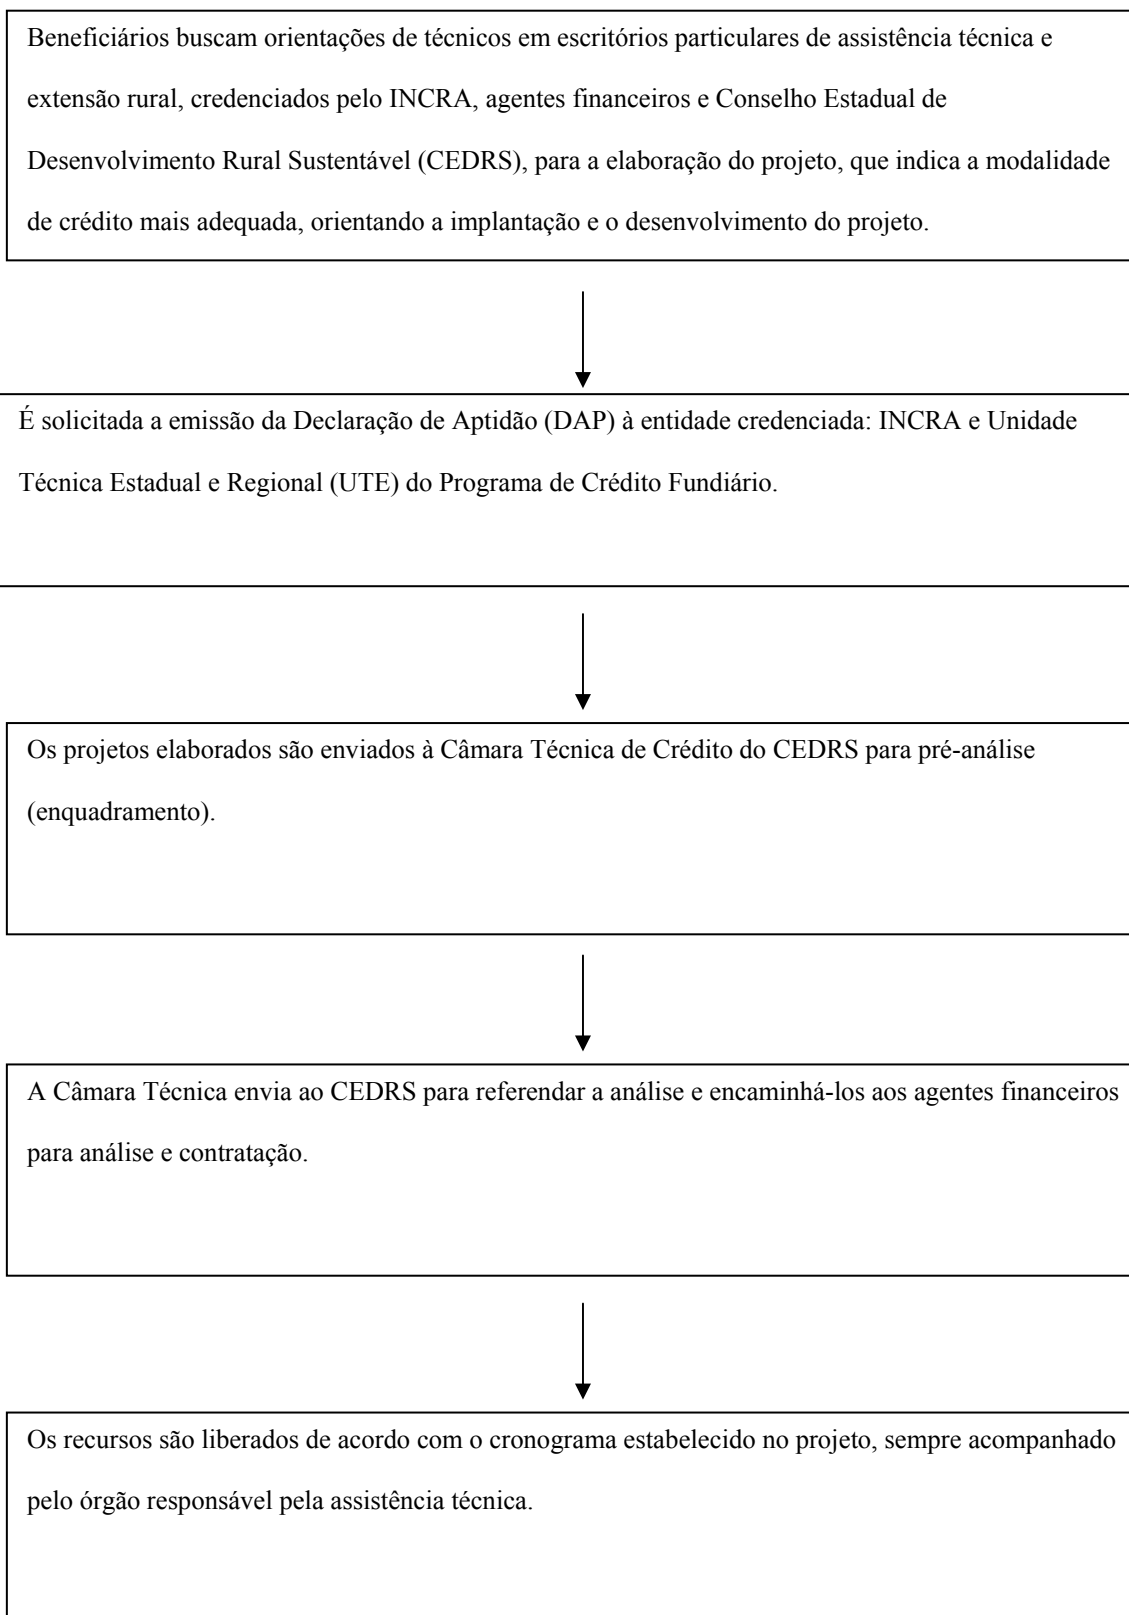 Beneficiários buscam orientações de técnicos em escritórios particulares de assistência técnica e
extensão rural, credenciados pelo INCRA, agentes financeiros e Conselho Estadual de
Desenvolvimento Rural Sustentável (CEDRS), para a elaboração do projeto, que indica a modalidade
de crédito mais adequada, orientando a implantação e o desenvolvimento do projeto.
É solicitada a emissão da Declaração de Aptidão (DAP) à entidade credenciada: INCRA e Unidade
Técnica Estadual e Regional (UTE) do Programa de Crédito Fundiário.
Os projetos elaborados são enviados à Câmara Técnica de Crédito do CEDRS para pré-análise
(enquadramento).
A Câmara Técnica envia ao CEDRS para referendar a análise e encaminhá-los aos agentes financeiros
para análise e contratação.
Os recursos são liberados de acordo com o cronograma estabelecido no projeto, sempre acompanhado
pelo órgão responsável pela assistência técnica.